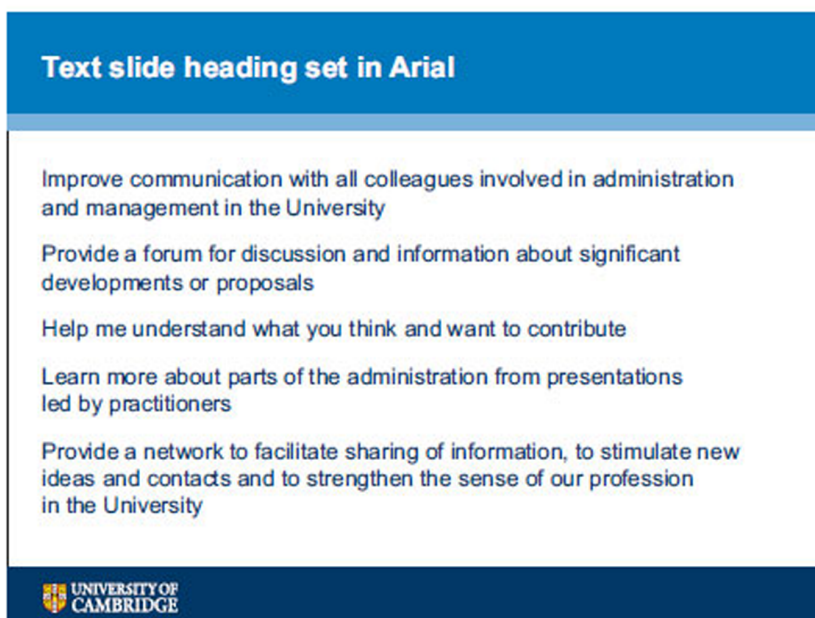 Text slide heading set in Arial
Improve communication with all colleagues involved in administration
and management in the University
Provide a forum for discussion and information about significant
developments or proposals
Help me understand what you think and want to contribute
Learn more about parts of the administration from presentations
led by practitioners
Provide a network to facilitate sharing of information, to stimulate new
ideas and contacts and to strengthen the sense of our profession
in the University
UNIVERSITY OF
CAMBRIDGE